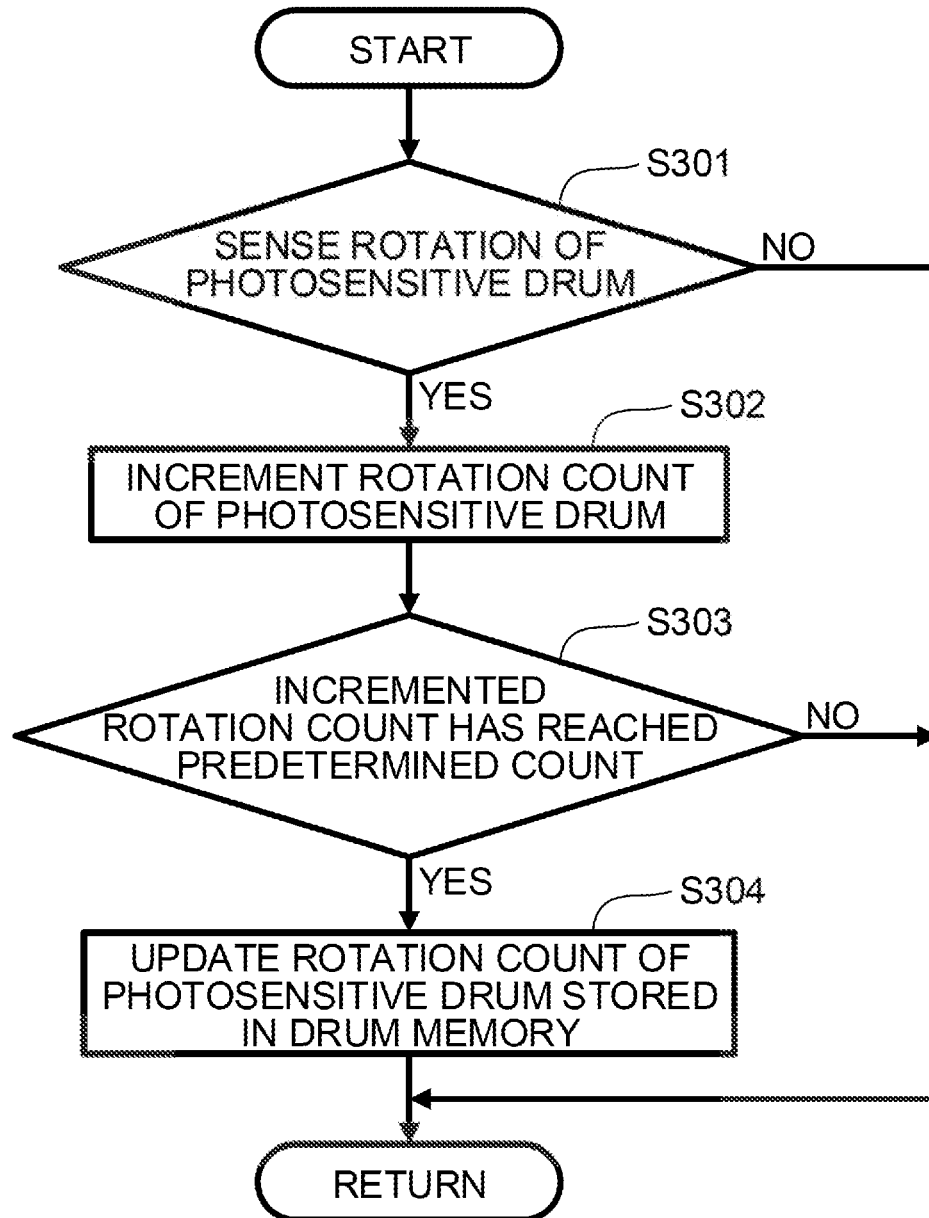 START
S301
SENSE ROTATION OF
PHOTOSENSITIVE DRUM
NO
YES
S302
INCREMENT ROTATION COUNT
OF PHOTOSENSITIVE DRUM
S303
INCREMENTED
ROTATION COUNT HAS REACHED
PREDETERMINED COUNT
NO
YES
S304
UPDATE ROTATION COUNT OF
PHOTOSENSITIVE DRUM STORED
IN DRUM MEMORY
RETURN